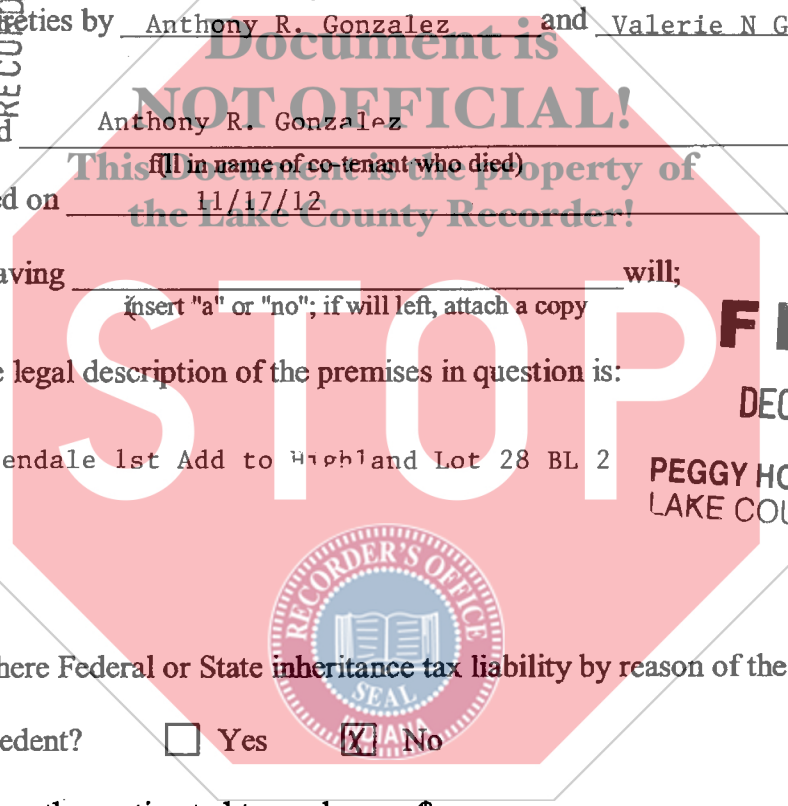 RECORD
reties by Anthony R. Gonzalez and Valerie N G
Document is
NOT OFFICIAL!
d Anthony R. Gonzalez
fill in name of co-tenant who died)
This Document is the property of
ed on 11/17/12
the Lake County Recorder!
aving will;
insert "a" or "no"; if will left, attach a copy
STOP
F
e legal description of the premises in question is:
DEC
endale 1st Add to Highland Lot 28 BL 2
PEGGY HO
LAKE COU
RECORDER'S OFFICE
SEAL
INDIANA
here Federal or State inheritance tax liability by reason of the
edent? Yes X No